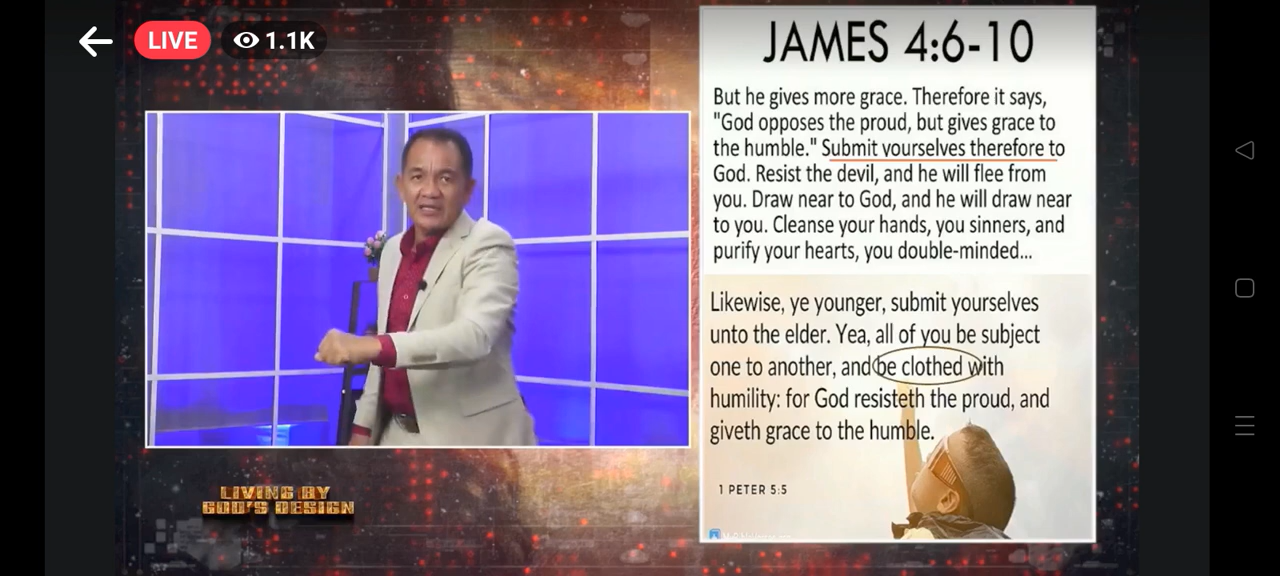 LIVE
1.1K
JAMES 4:6-10
But he gives more grace. Therefore it says,
"God opposes the proud, but gives grace to
the humble." Submit yourselves therefore to
God. Resist the devil, and he will flee from
you. Draw near to God, and he will draw near
to you. Cleanse your hands, you sinners, and
purify your hearts, you double-minded...
Likewise, ye younger, submit yourselves
unto the elder. Yea, all of you be subject
one to another, and be clothed with
humility: for God resisteth the proud, and
giveth grace to the humble.
1 PETER 5:5
LIVING BY
GOD'S DESIGN